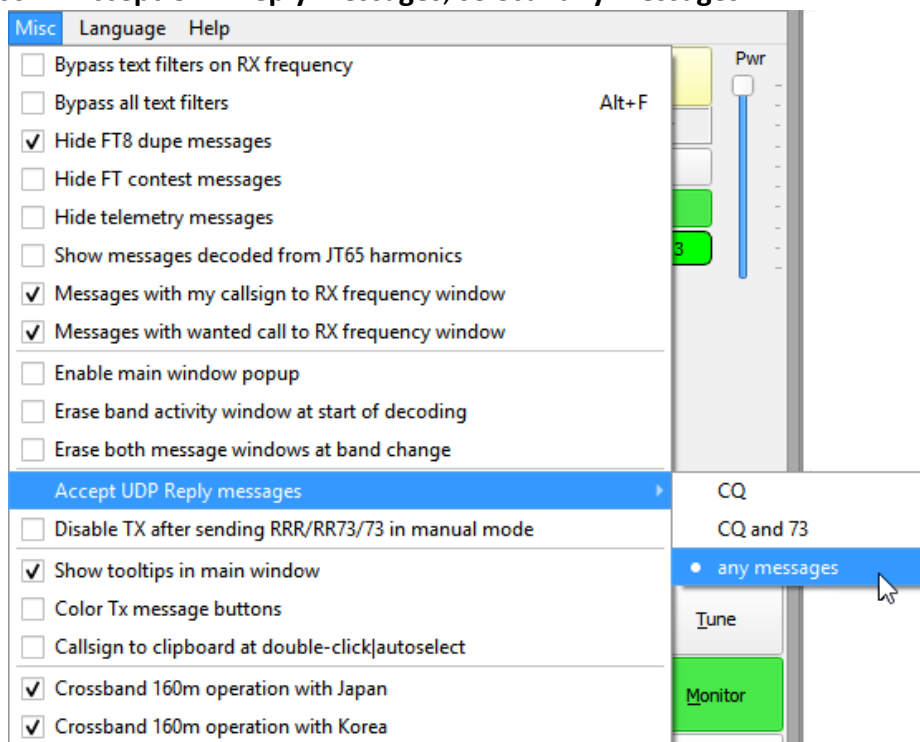 Misc Language Help
Bypass text filters on RX frequency
Pwr
Bypass all text filters Alt+F
Hide FT8 dupe messages
Hide FT contest messages
Hide telemetry messages
Show messages decoded from JT65 harmonics
3
Messages with my callsign to RX frequency window
Messages with wanted call to RX frequency window
Enable main window popup
Erase band activity window at start of decoding
Erase both message windows at band change
Accept UDP Reply messages
CQ
Disable TX after sending RRR/RR73/73 in manual mode
CQ and 73
Show tooltips in main window
any messages
Color Tx message buttons
Tune
Callsign to clipboard at double-click|autoselect
Crossband 160m operation with Japan
Monitor
Crossband 160m operation with Korea